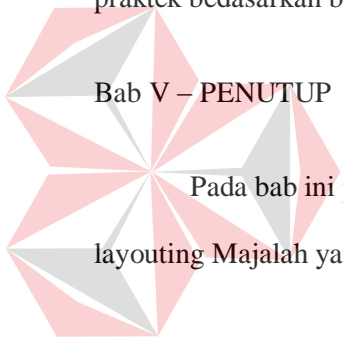 praktek bedasarkan b
Bab V – PENUTUP
Pada bab ini
layouting Majalah ya